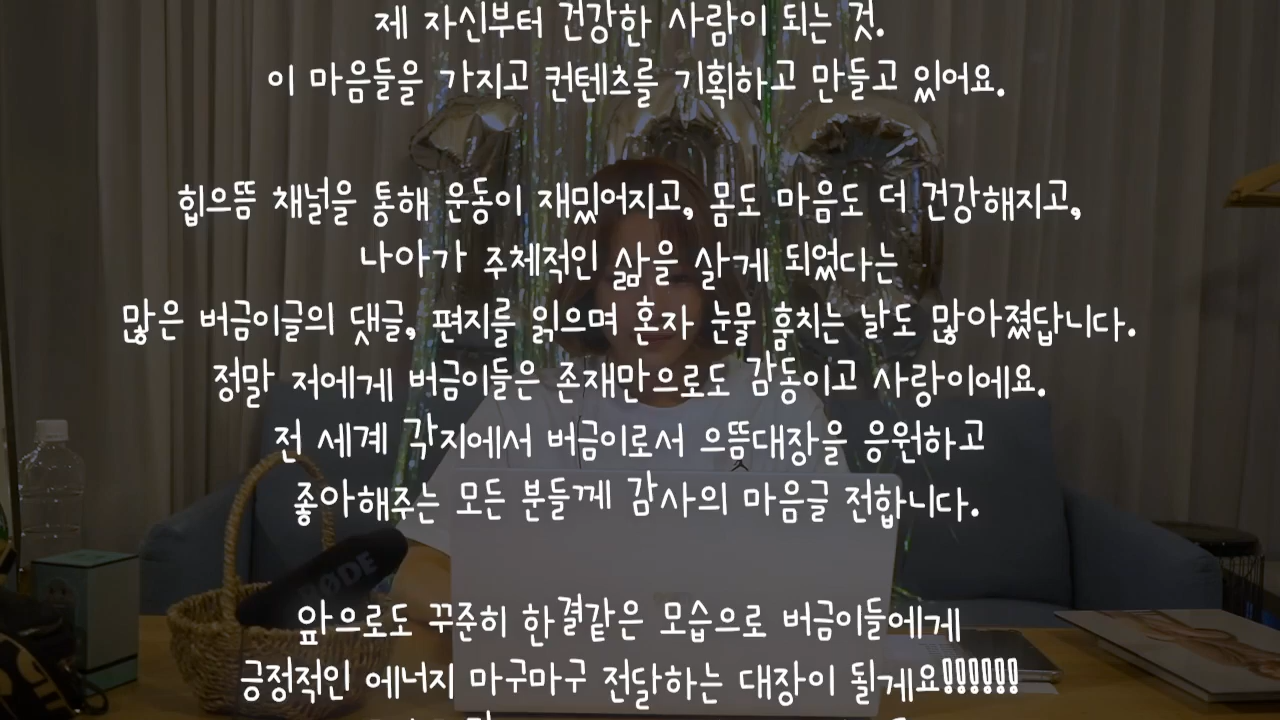 제 자신부터 건강한 사람이 되는 것.
이 마음들을 가지고 컨텐츠를 기획하고 만들고 있어요.
힙으뜸 채널을 통해 운동이 재밌어지고, 몸도 마음도 더 건강해지고,
나아가 주체적인 삶을 살게 되었다는
많은 버금이글의 댓글, 편지를 읽으며 혼자 눈물 훔치는 날도 많아졌답니다.
정말 저에게 버금이들은 존재만으로도 감동이고 사랑이에요.
전 세계 각지에서 버금이로서 으뜸대장을 응원하고
좋아해주는 모든 분들께 감사의 마음글 전합니다.
앞으로도 꾸준히 한결같은 모습으로 버금이들에게
긍정적인 에너지 마구마구 전달하는 대장이 될게요!!!!!!
RØDE